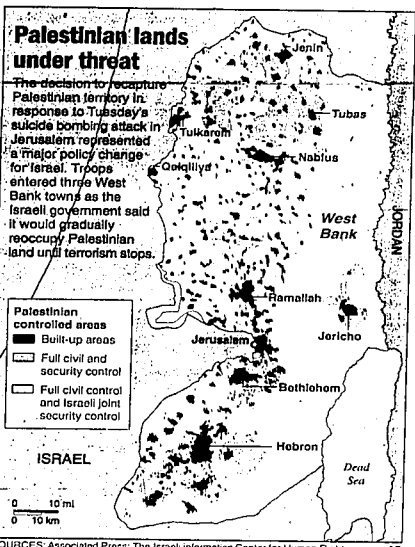 Palestinian lands
under threat
The decision to recapture
Palestinian territory in
response to Tuesday's
suicide bombing attack in
Jerusalem represented
a major policy change
for Israel. Troops
entered three West
Bank towns as the
Israeli government said
it would gradually
reoccupy Palestinian
land until terrorism stops.
Jenin
Tubas
Tulkarem
Nablus
Qalqiliya
West
Bank
JORDAN
Ramallah
Jericho
Jerusalem
Bethlehem
Hebron
Dead
Sea
Palestinian
controlled areas
Built-up areas
Full civil and
security control
Full civil control
and Israeli joint
security control
ISRAEL
0 10 mi
0 10 km
OURCES: Associated Press; The Israeli Information Center for Human